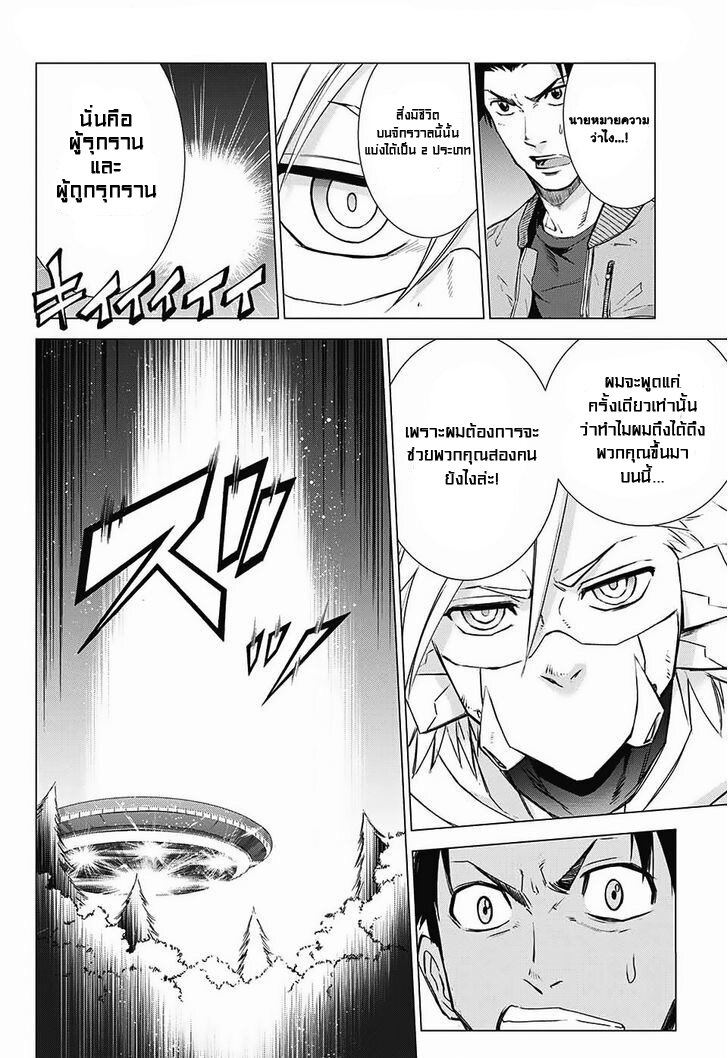 นายหมายความ
ว่าไง...!
สิ่งมีชีวิต
บนจักรวาลนี้นั้น
แบ่งได้เป็น 2 ประเภท
นั่นคือ
ผู้รุกราน
และ
ผู้ถูกรุกราน
キィイィイィ
ผมจะพูดแค่
ครั้งเดียวเท่านั้น
ว่าทำไมผมถึงได้ดึง
พวกคุณขึ้นมา
บนนี้...
เพราะผมต้องการจะ
ช่วยพวกคุณสองคน
ยังไงล่ะ!
ズズ